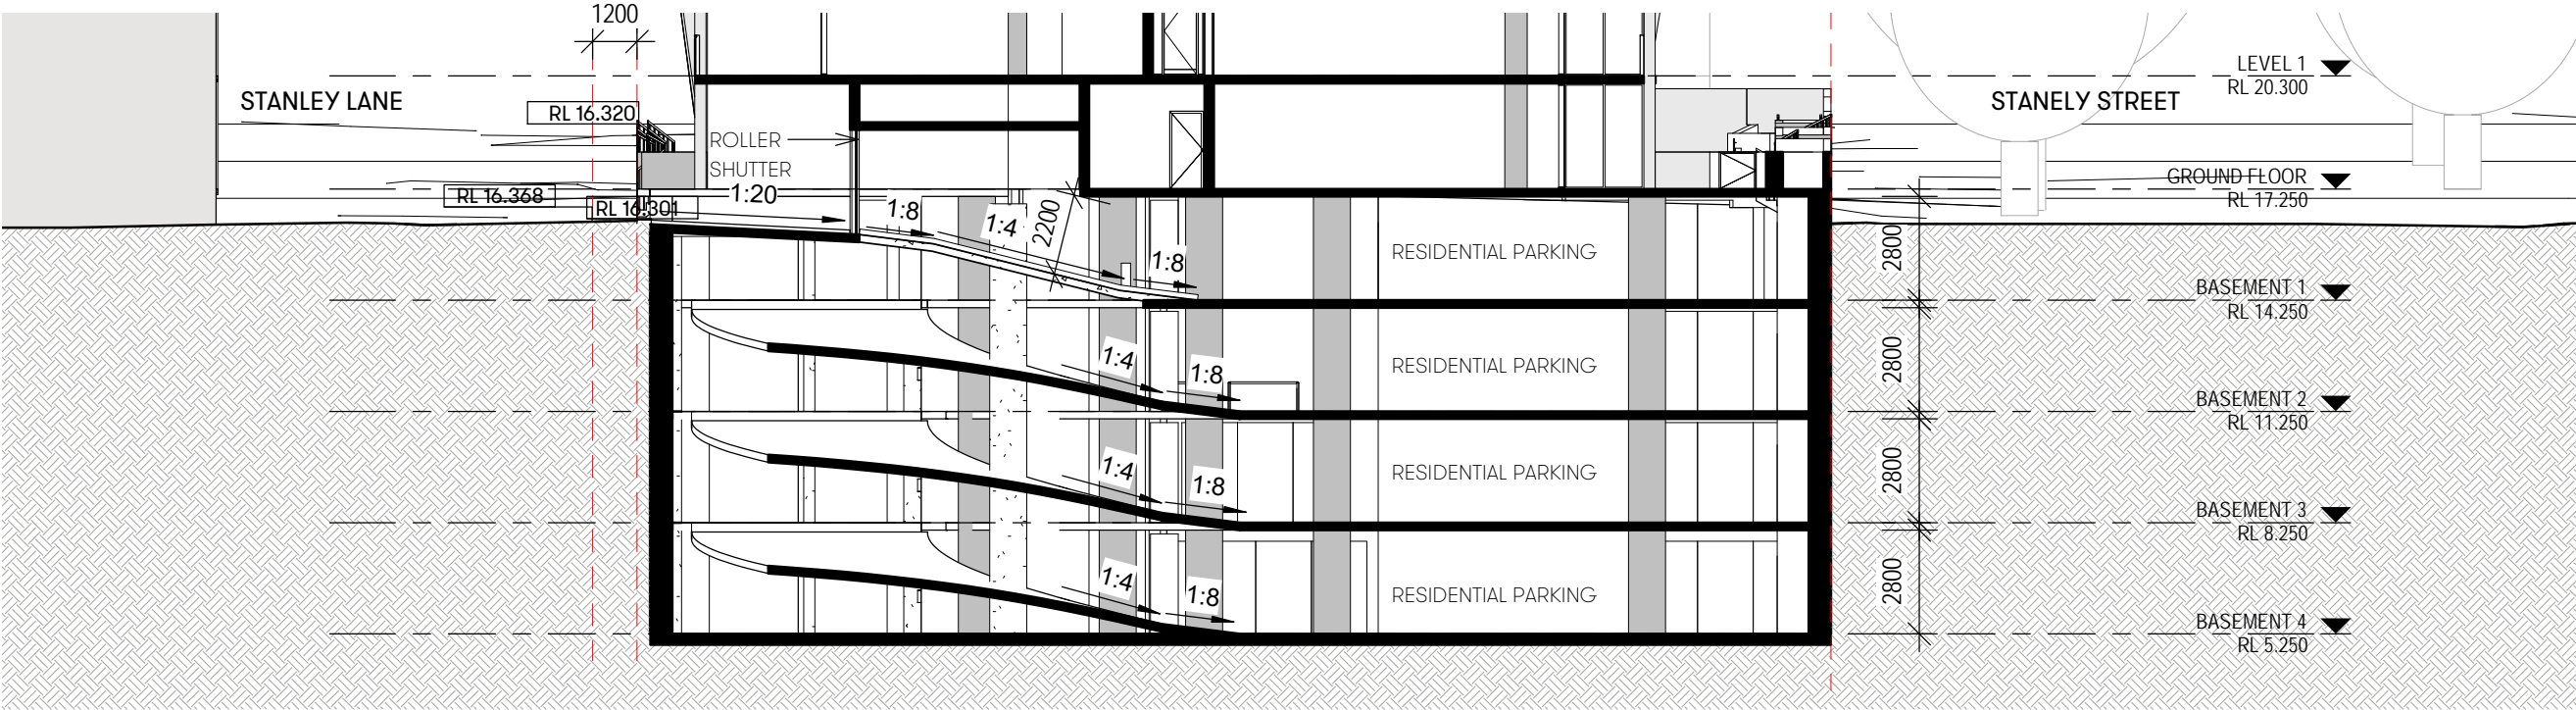 1200
LEVEL 1
RL 20.300
STANLEY LANE
RL 16.320
STANELY STREET
ROLLER
SHUTTER
GROUND FLOOR
RL 17.250
RL 16.368
RL 16.301
1:20
1:8
1:4
2200
1:8
RESIDENTIAL PARKING
2800
BASEMENT 1
RL 14.250
1:4
1:8
RESIDENTIAL PARKING
2800
BASEMENT 2
RL 11.250
1:4
1:8
RESIDENTIAL PARKING
2800
BASEMENT 3
RL 8.250
1:4
1:8
RESIDENTIAL PARKING
2800
BASEMENT 4
RL 5.250